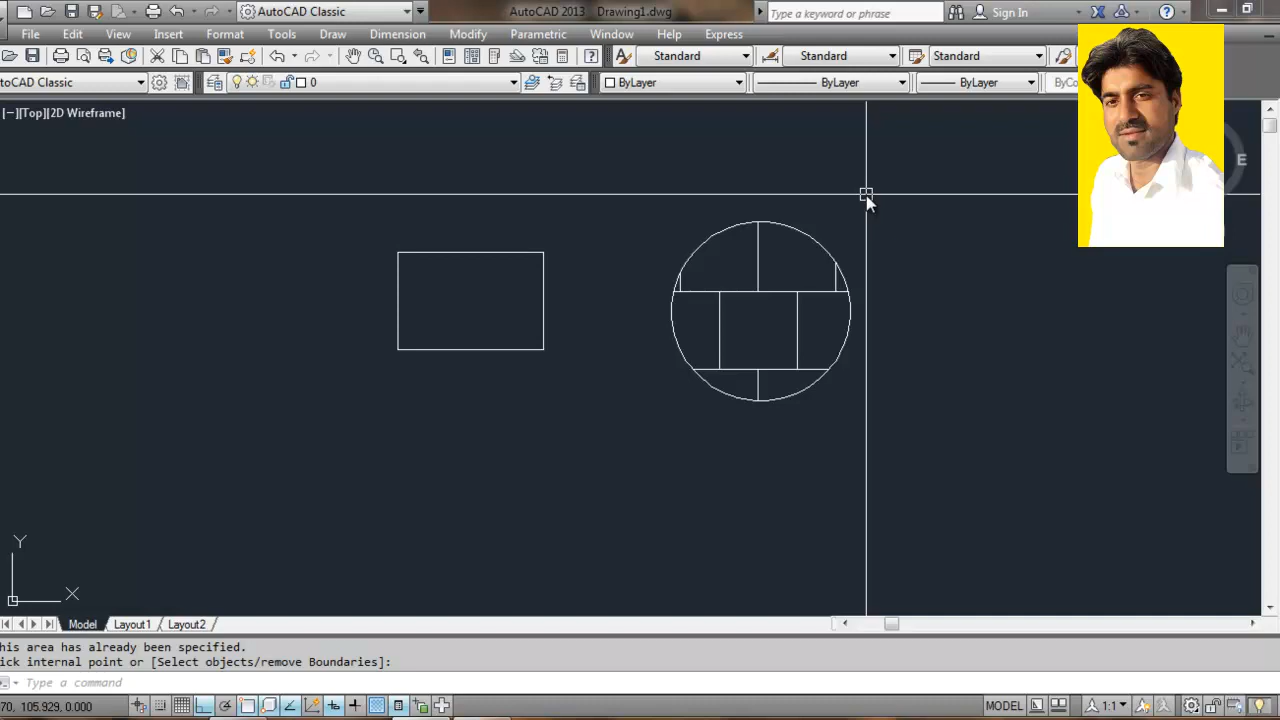 AutoCAD Classic
AutoCAD 2013 Drawing1.dwg
Type a keyword or phrase
Sign In
File Edit View Insert Format Tools Draw Dimension Modify Parametric Window Help Express
Standard Standard Standard
toCAD Classic 0 ByLayer ByLayer ByLayer ByCo
[−][Top][2D Wireframe]
E
Y
X
Model Layout1 Layout2
his area has already been specified.
ick internal point or [Select objects/remove Boundaries]:
Type a command
70, 105.929, 0.000 MODEL 1:1